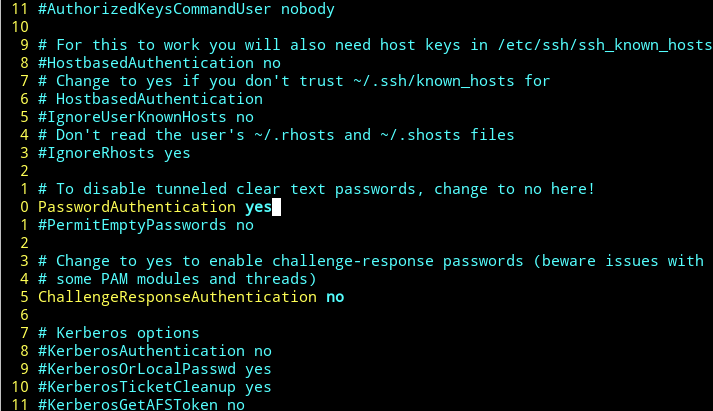 11 #AuthorizedKeysCommandUser nobody
10
9 # For this to work you will also need host keys in /etc/ssh/ssh_known_hosts
8 #HostbasedAuthentication no
7 # Change to yes if you don't trust ~/.ssh/known_hosts for
6 # HostbasedAuthentication
5 #IgnoreUserKnownHosts no
4 # Don't read the user's ~/.rhosts and ~/.shosts files
3 #IgnoreRhosts yes
2
1 # To disable tunneled clear text passwords, change to no here!
0 PasswordAuthentication yes
1 #PermitEmptyPasswords no
2
3 # Change to yes to enable challenge-response passwords (beware issues with
4 # some PAM modules and threads)
5 ChallengeResponseAuthentication no
6
7 # Kerberos options
8 #KerberosAuthentication no
9 #KerberosOrLocalPasswd yes
10 #KerberosTicketCleanup yes
11 #KerberosGetAFSToken no